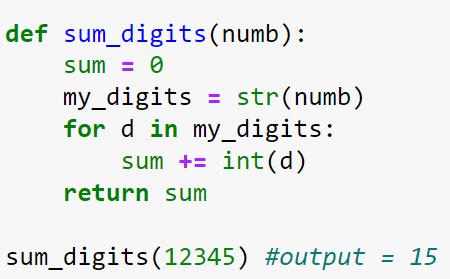 def sum_digits(numb):
    sum = 0
    my_digits = str(numb)
    for d in my_digits:
        sum += int(d)
    return sum

sum_digits(12345) #output = 15